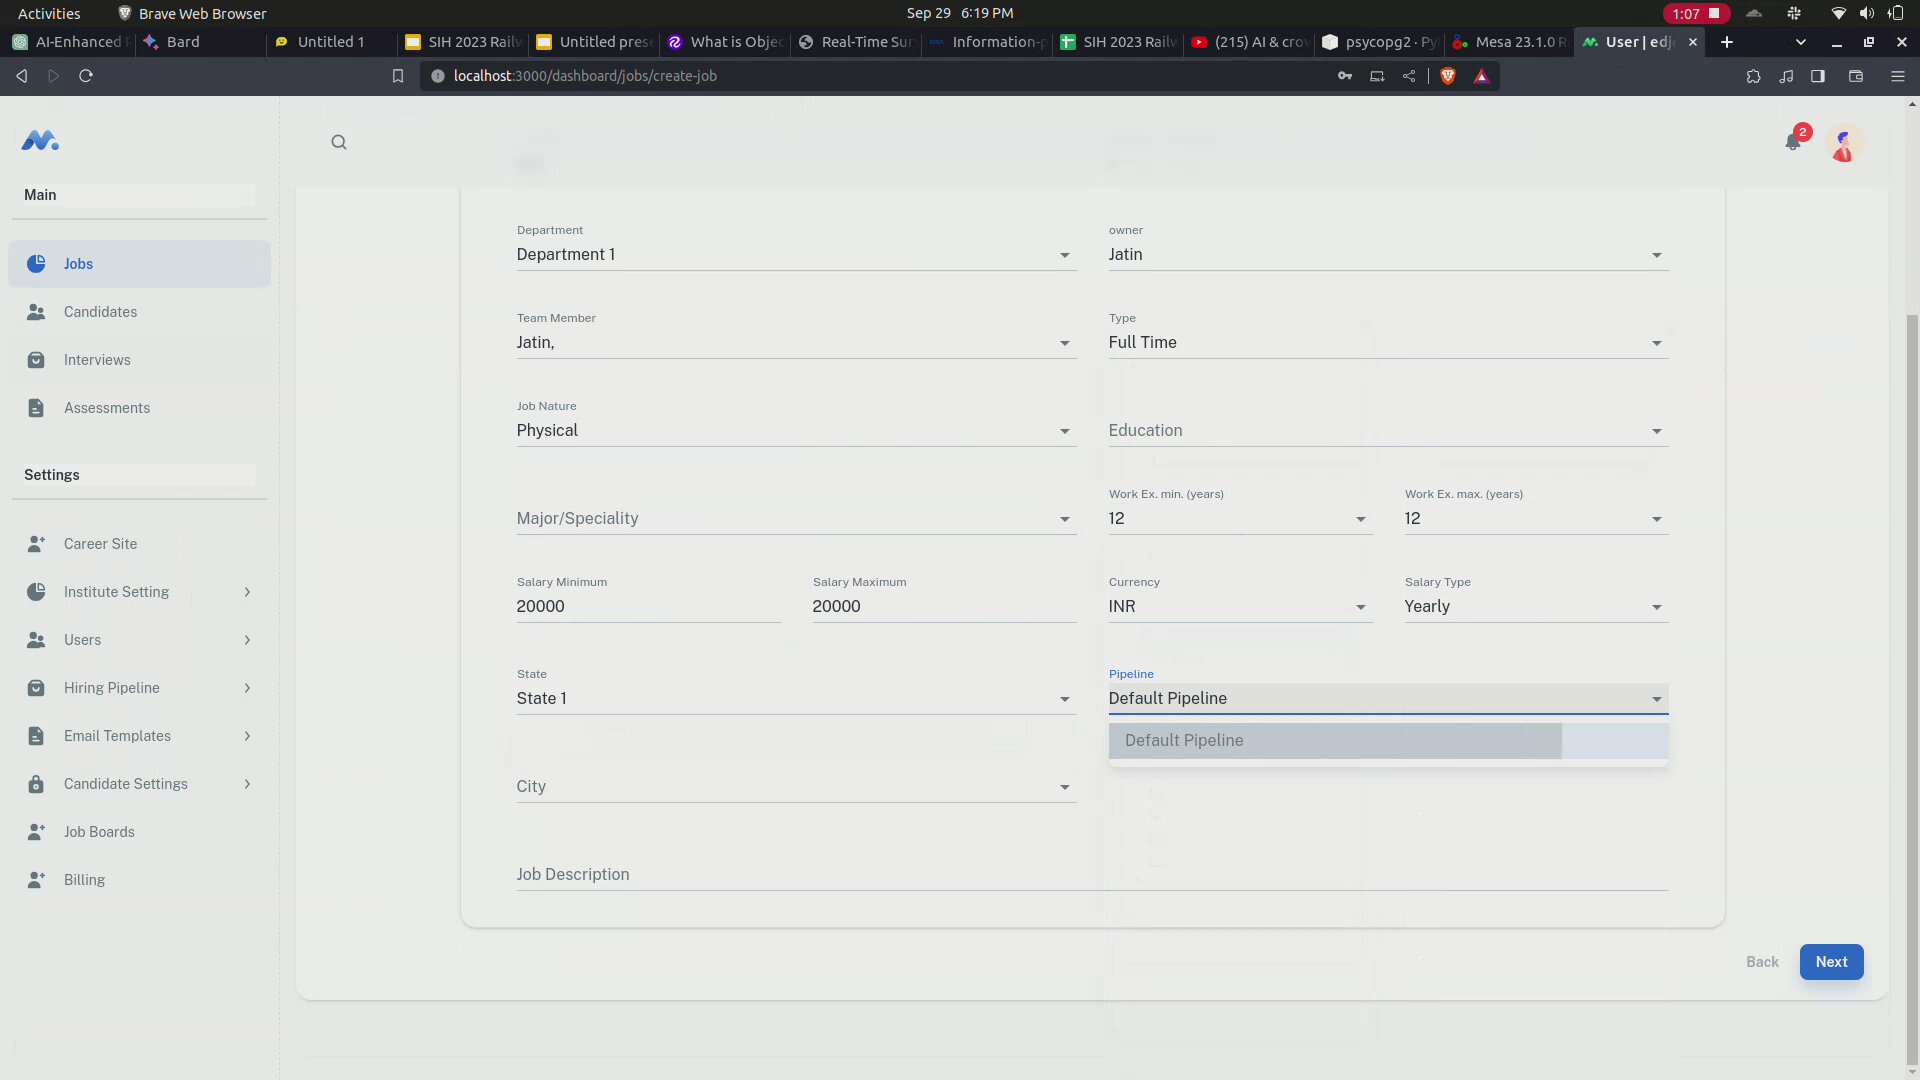 Activities
Brave Web Browser
Sep 29 6:19 PM
1:07
AI-Enhanced
Bard
Untitled 1
SIH 2023 Railw
Untitled prese
What is Objec
Real-Time Sur
Information-p
SIH 2023 Railw
(215) AI & crow
psycopg2 · Py
Mesa 23.1.0 R
User | edjo
localhost:3000/dashboard/jobs/create-job
2
Main
Jobs
Candidates
Interviews
Assessments
Settings
Career Site
Institute Setting
Users
Hiring Pipeline
Email Templates
Candidate Settings
Job Boards
Billing
Department
Department 1
owner
Jatin
Team Member
Jatin,
Type
Full Time
Job Nature
Physical
Education
Major/Speciality
Work Ex. min. (years)
12
Work Ex. max. (years)
12
Salary Minimum
20000
Salary Maximum
20000
Currency
INR
Salary Type
Yearly
State
State 1
Pipeline
Default Pipeline
Default Pipeline
City
Job Description
Back
Next